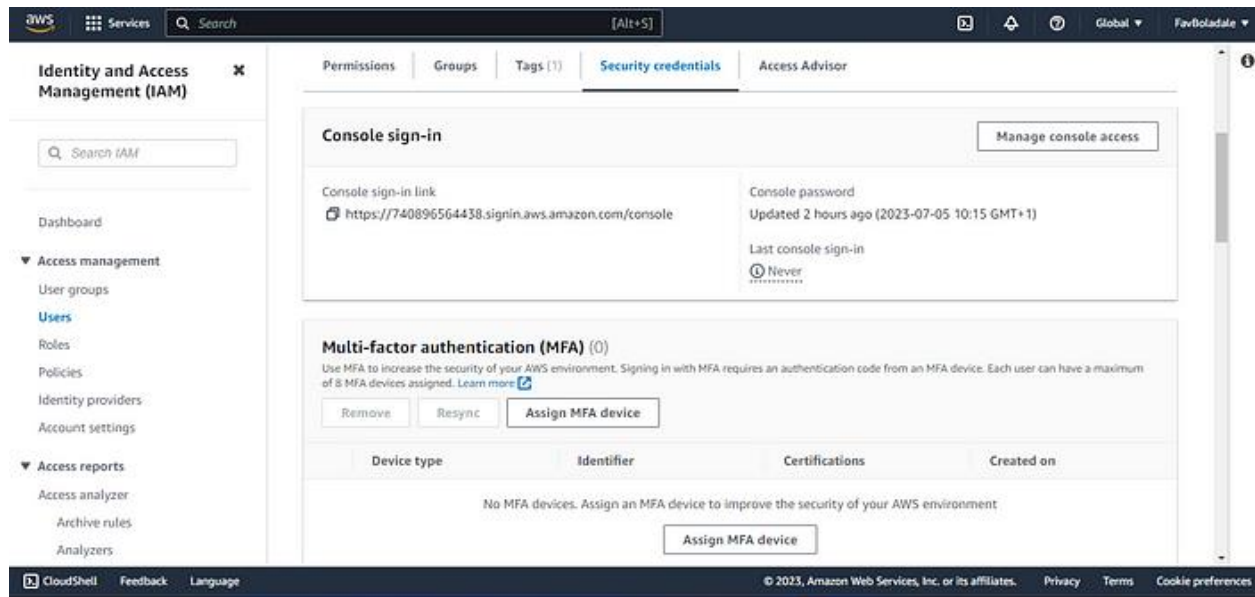 aws Services Search [Alt+S] Global FavBoladale
Identity and Access
Management (IAM)
Search IAM
Dashboard
Access management
User groups
Users
Roles
Policies
Identity providers
Account settings
Access reports
Access analyzer
Archive rules
Analyzers
Permissions Groups Tags (1) Security credentials Access Advisor
Console sign-in Manage console access
Console sign-in link
https://740896564438.signin.aws.amazon.com/console
Console password
Updated 2 hours ago (2023-07-05 10:15 GMT+1)
Last console sign-in
Never
Multi-factor authentication (MFA) (0)
Use MFA to increase the security of your AWS environment. Signing in with MFA requires an authentication code from an MFA device. Each user can have a maximum
of 8 MFA devices assigned. Learn more
Remove Resync Assign MFA device
Device type Identifier Certifications Created on
No MFA devices. Assign an MFA device to improve the security of your AWS environment
Assign MFA device
CloudShell Feedback Language © 2023, Amazon Web Services, Inc. or its affiliates. Privacy Terms Cookie preferences